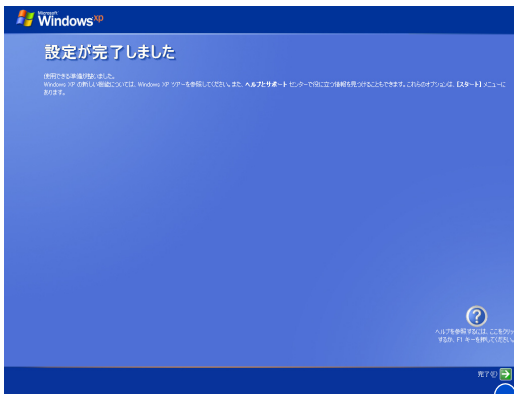 Microsoft
Windows xp
設定が完了しました
使用できる準備が整いました。
Windows XP の新しい機能については、Windows XP ツアーを参照してください。また、ヘルプとサポート センターで役に立つ情報を見つけることもできます。これらのオプションは、[スタート] メニューに
あります。
ヘルプを参照するには、ここをクリッ
するか、F1 キーを押してください。
完了(F)